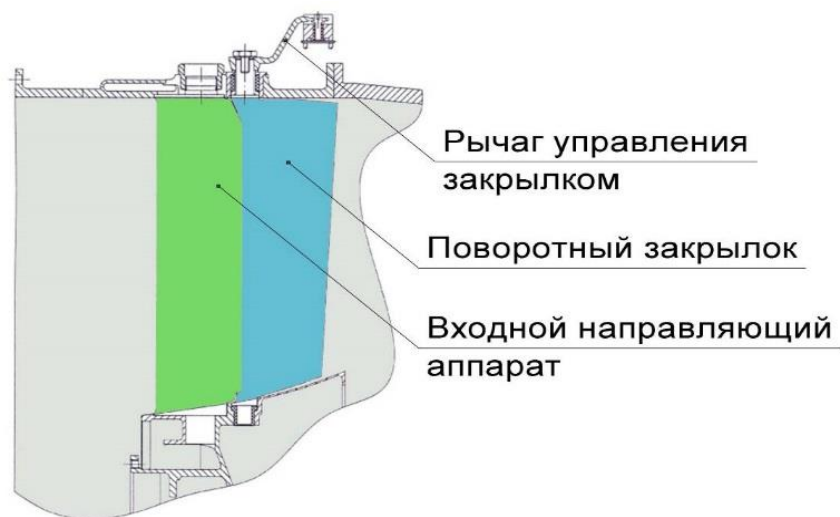 Рычаг управления
закрылком
Поворотный закрылок
Входной направляющий
аппарат